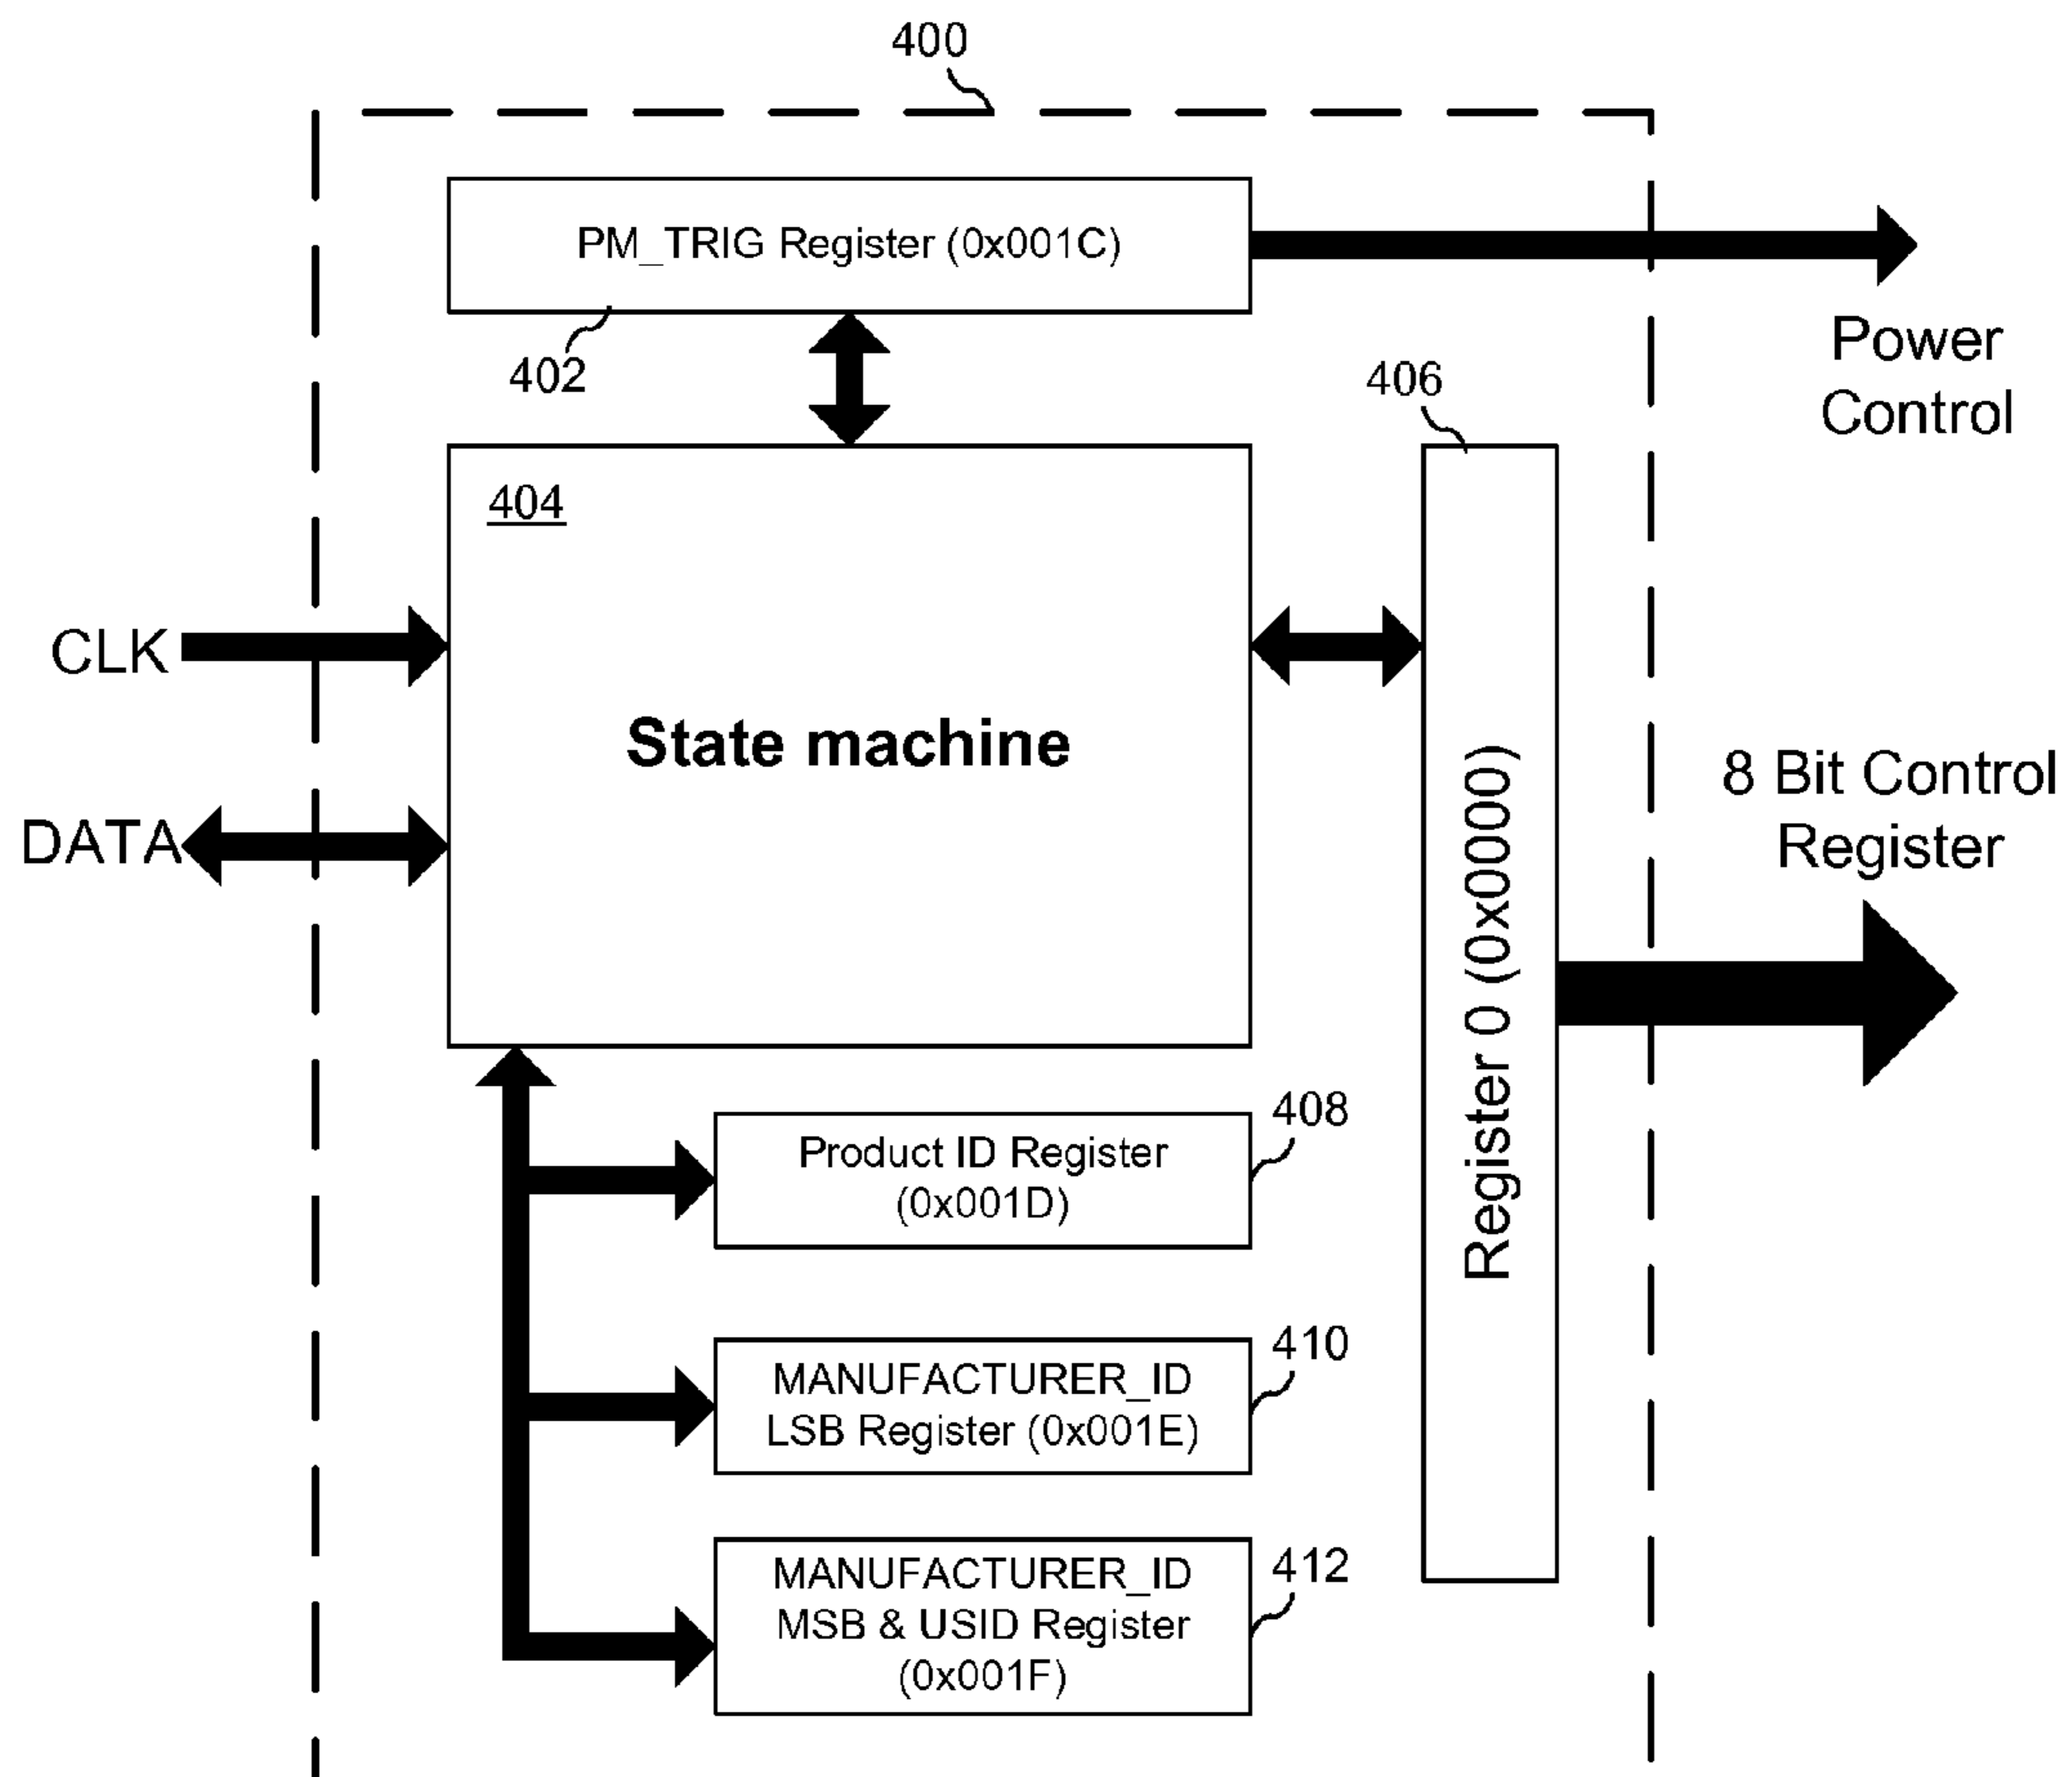 400
PM_TRIG Register (0x001C)
402
Power
Control
406
404
CLK
State machine
DATA
8 Bit Control
Register
Register 0 (0x0000)
408
Product ID Register
(0x001D)
410
MANUFACTURER_ID
LSB Register (0x001E)
412
MANUFACTURER_ID
MSB & USID Register
(0x001F)